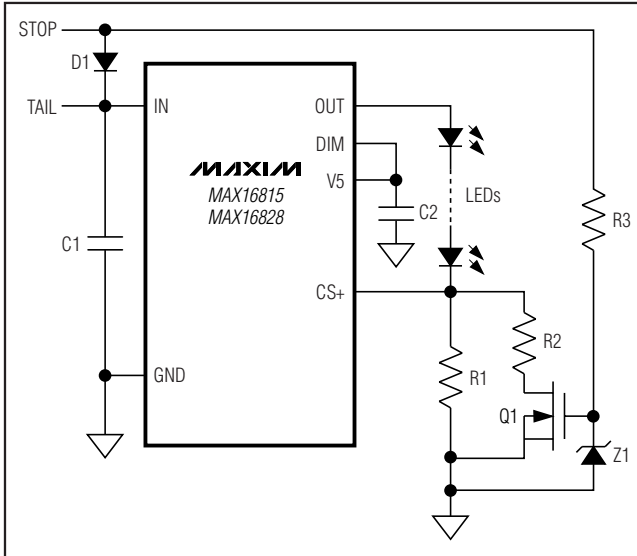 STOP
D1
TAIL
IN
OUT
DIM
MAXIM
MAX16815
MAX16828
V5
LEDs
C2
R3
C1
CS+
R2
R1
GND
Q1
Z1